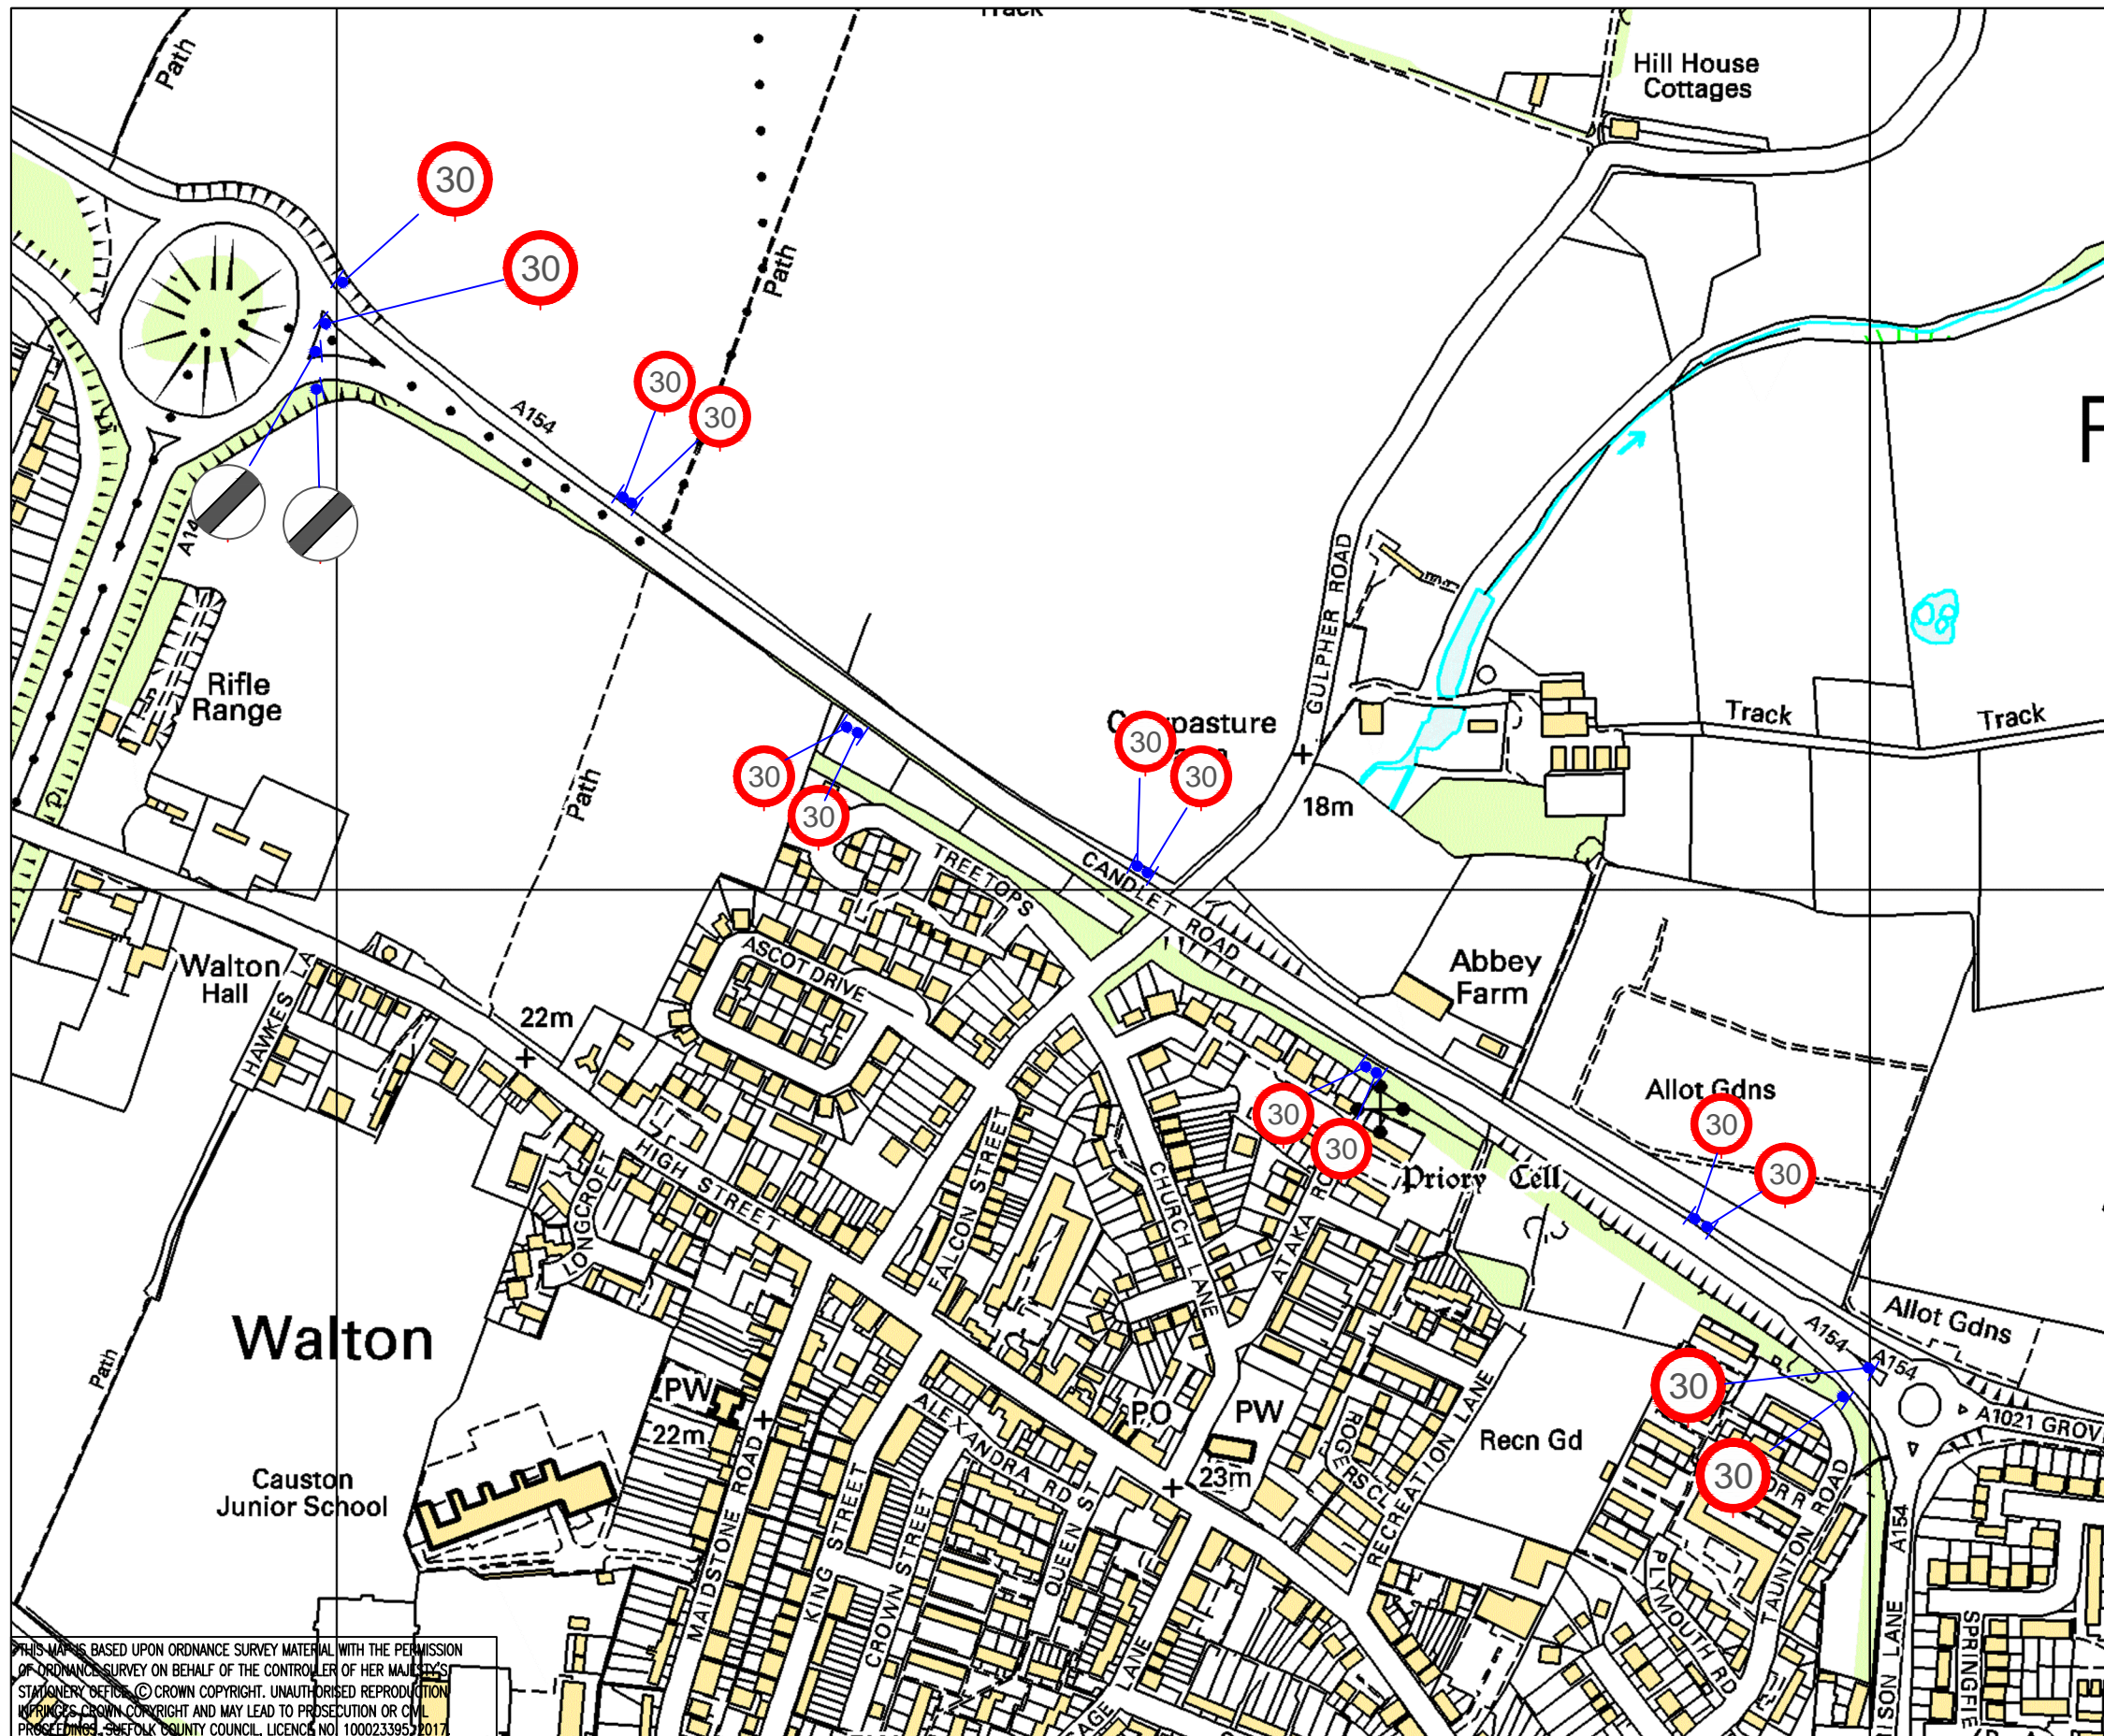 Track
Path
Hill House
Cottages
30
30
Path
30
30
A154
A14
GULPHER ROAD
Rifle
Range
Track
Track
30
30
30
30
18m
Path
TREETOPS
CANDLET ROAD
ASCOT DRIVE
Walton
Hall
HAWKES LA
22m
Abbey
Farm
Allot Gdns
30
30
30
30
Priory Cell
HIGH STREET
LONGCROFT
FALCON STREET
CHURCH LANE
ATAKA RO
Walton
Path
A154
Allot Gdns
A154
30
A1021 GROV
PW
22m
PO
PW
23m
ALEXANDRA RD
ROGERS CL
RECREATION LANE
Recn Gd
30
Causton
Junior School
MAIDSTONE ROAD
KING STREET
CROWN STREET
QUEEN ST
TAUNTON ROAD
PLYMOUTH RD
A154
THIS MAP IS BASED UPON ORDNANCE SURVEY MATERIAL WITH THE PERMISSION
OF ORDNANCE SURVEY ON BEHALF OF THE CONTROLLER OF HER MAJESTY'S
STATIONERY OFFICE © CROWN COPYRIGHT. UNAUTHORISED REPRODUCTION
INFRINGES CROWN COPYRIGHT AND MAY LEAD TO PROSECUTION OR CIVIL
PROCEEDINGS. SUFFOLK COUNTY COUNCIL. LICENCE NO. 100023395 2017.